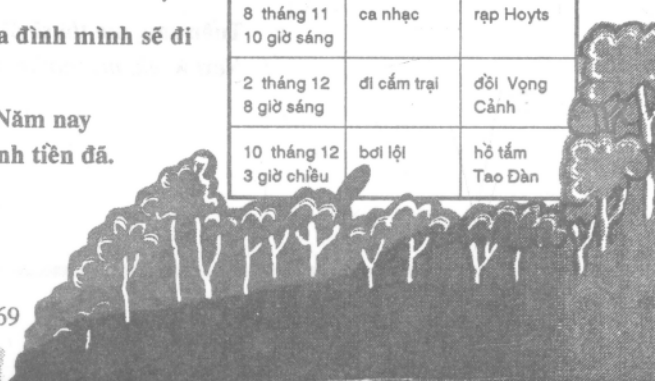 a đình mình sẽ đi
Năm nay
nh tiền đã.
69
8 tháng 11 ca nhạc rạp Hoyts
10 giờ sáng
2 tháng 12 đi cắm trại đồi Vọng
8 giờ sáng Cảnh
10 tháng 12 bơi lội hồ tắm
3 giờ chiều Tao Đàn